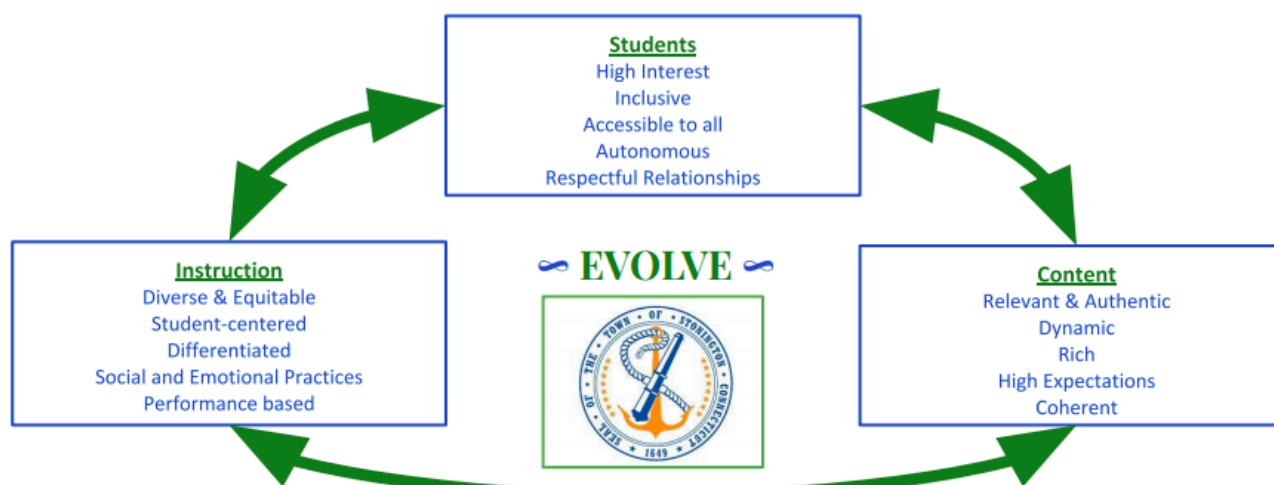 Students
High Interest
Inclusive
Accessible to all
Autonomous
Respectful Relationships
Instruction
Diverse & Equitable
Student-centered
Differentiated
Social and Emotional Practices
Performance based
EVOLVE
SEAL • OF • THE • TOWN • OF • STONINGTON • CONNECTICUT
1649
Content
Relevant & Authentic
Dynamic
Rich
High Expectations
Coherent